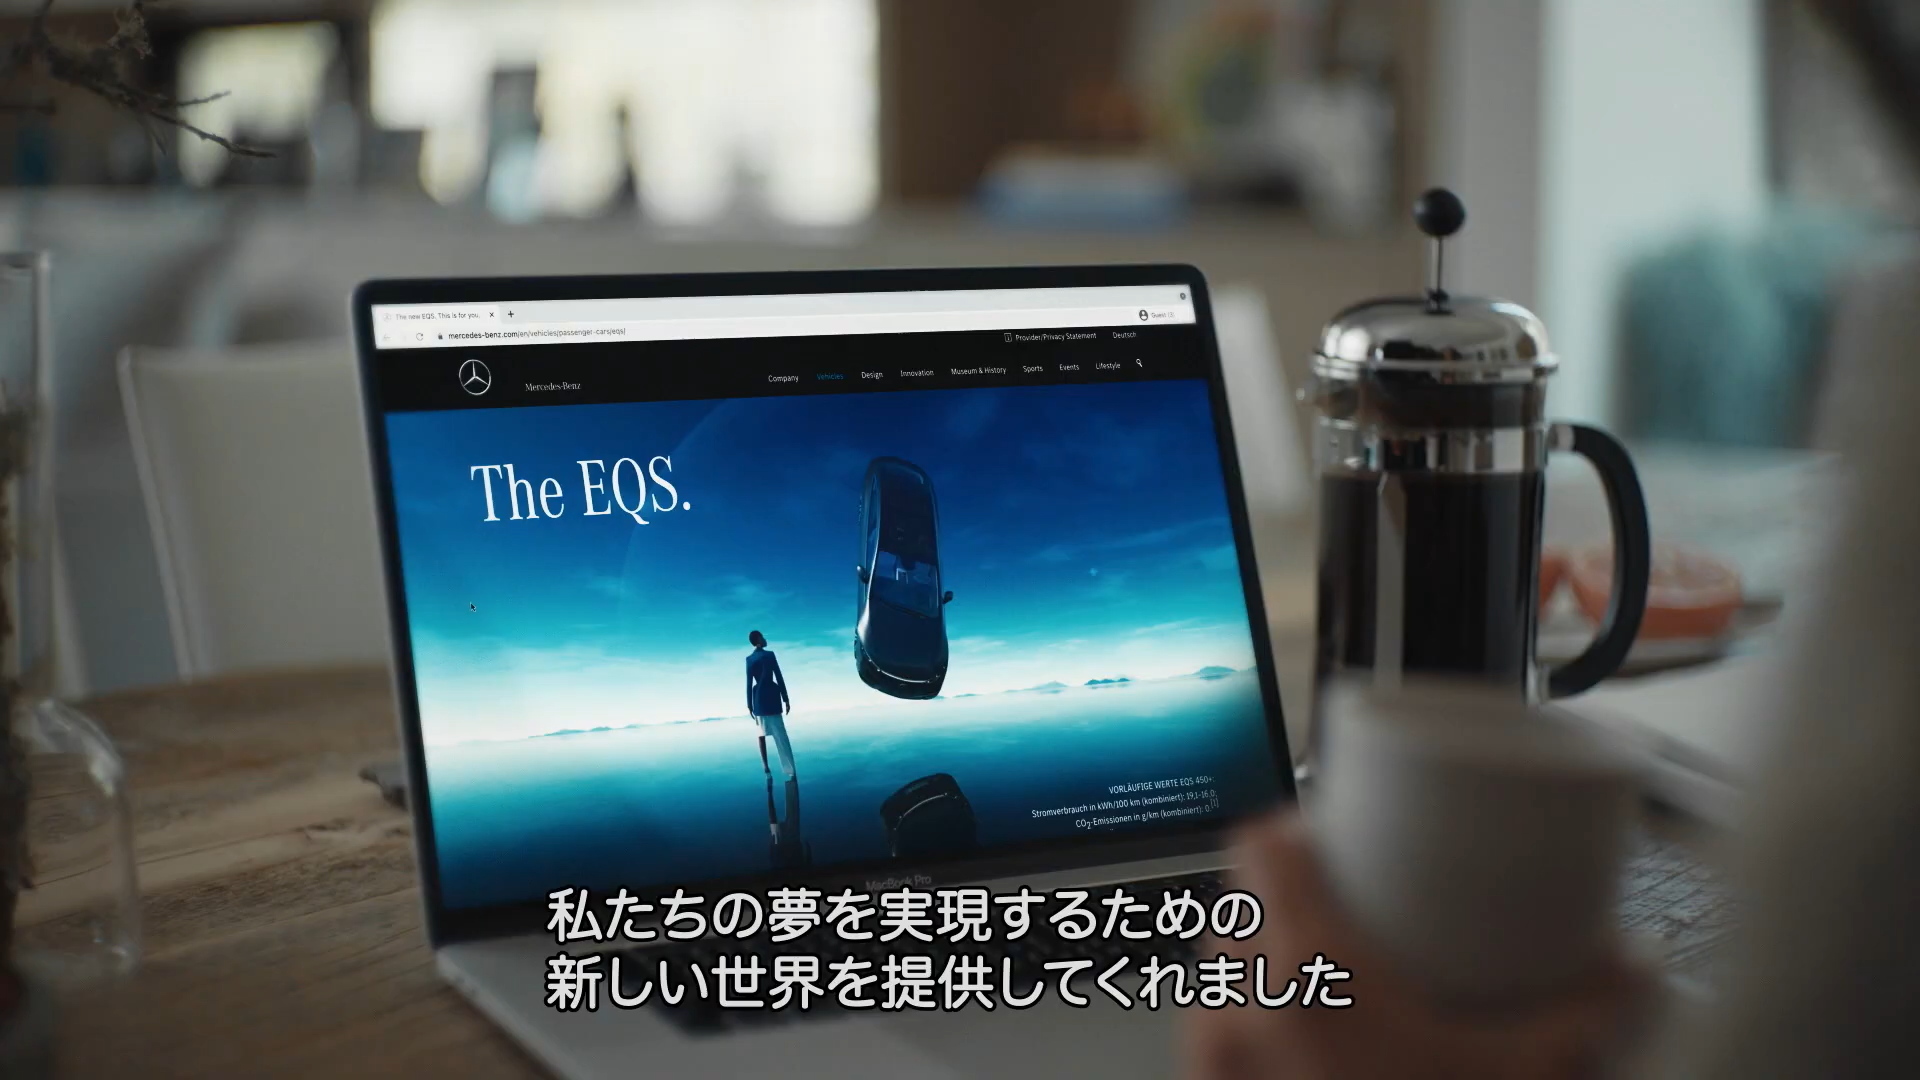 The new EQS. This is for you.
mercedes-benz.com/en/vehicles/passenger-cars/eqs/
Guest (3)
Provider/Privacy Statement Deutsch
Mercedes-Benz
Company Vehicles Design Innovation Museum & History Sports Events Lifestyle
The EQS.
VORLÄUFIGE WERTE EQS 450+:
Stromverbrauch in kWh/100 km (kombiniert): 19,1-16,0;
CO2-Emissionen in g/km (kombiniert): 0.[1]
MacBook Pro
私たちの夢を実現するための
新しい世界を提供してくれました